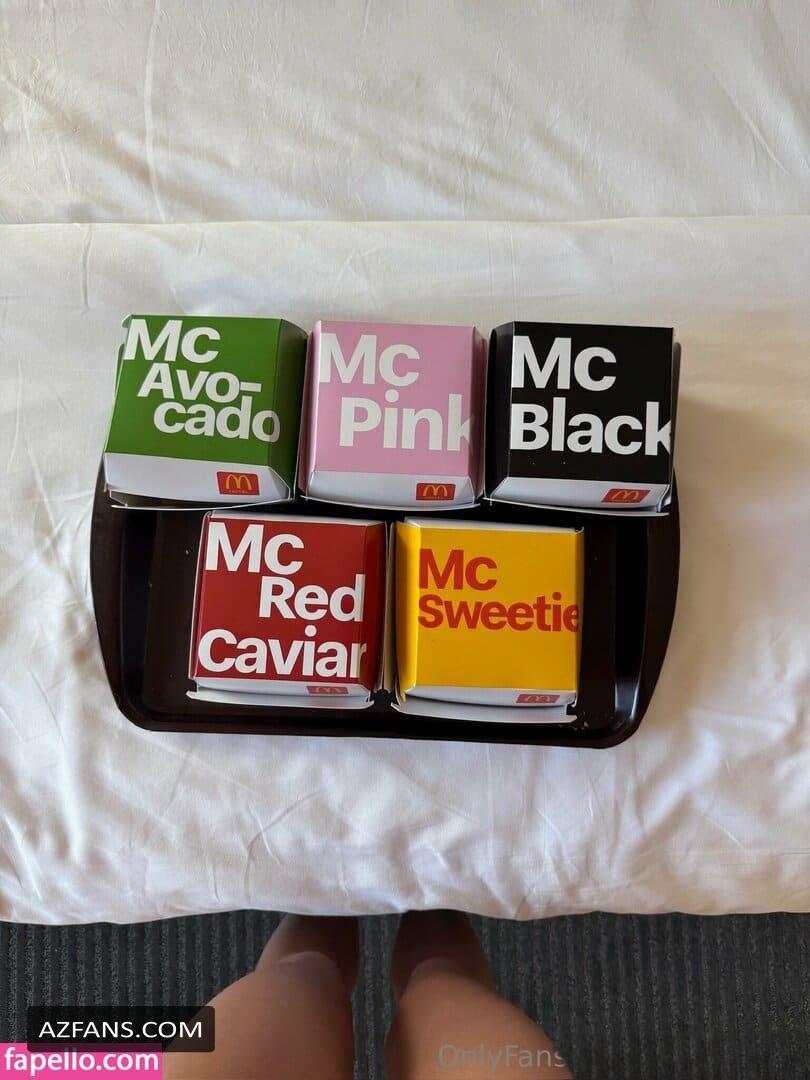 Mc
Avo-
cado
Mc
Pink
Mc
Black
Mc
Red
Caviar
Mc
Sweetie
AZFANS.COM
fapello.com
OnlyFans